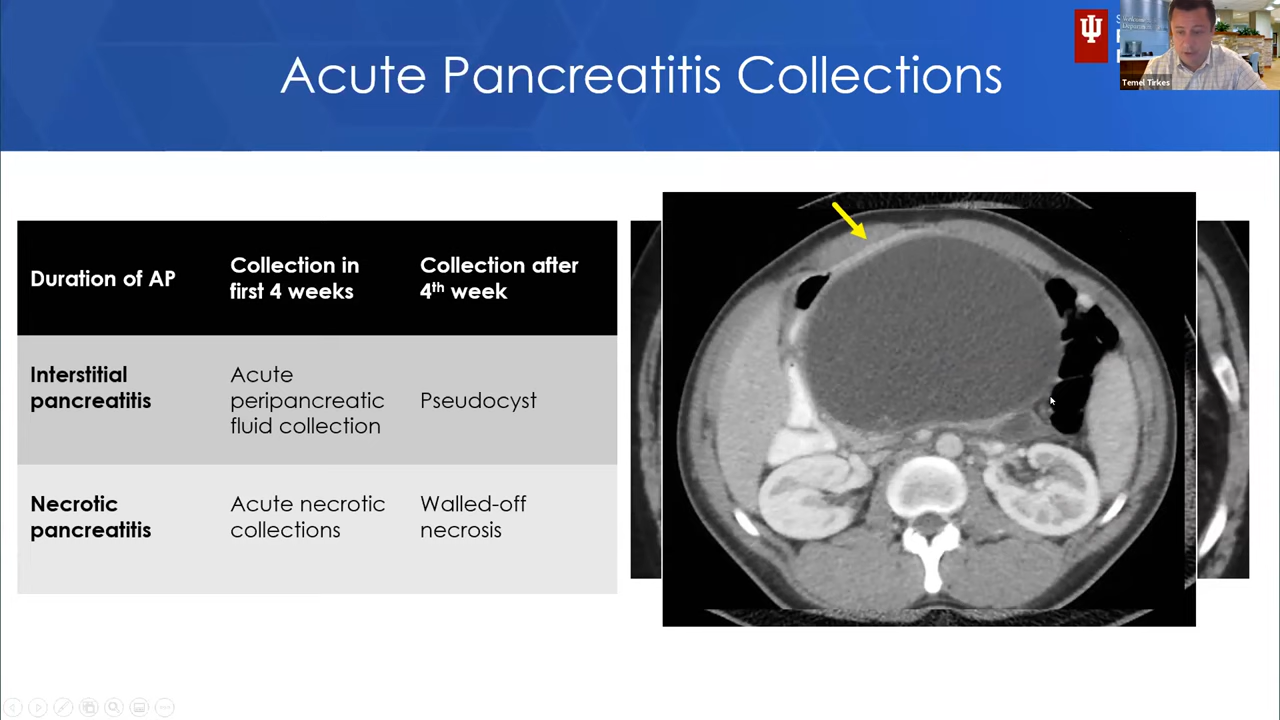 Acute Pancreatitis Collections
Temel Tirkes
Duration of AP
Collection in
first 4 weeks
Collection after
4th week
Interstitial
pancreatitis
Acute
peripancreatic
fluid collection
Pseudocyst
Necrotic
pancreatitis
Acute necrotic
collections
Walled-off
necrosis